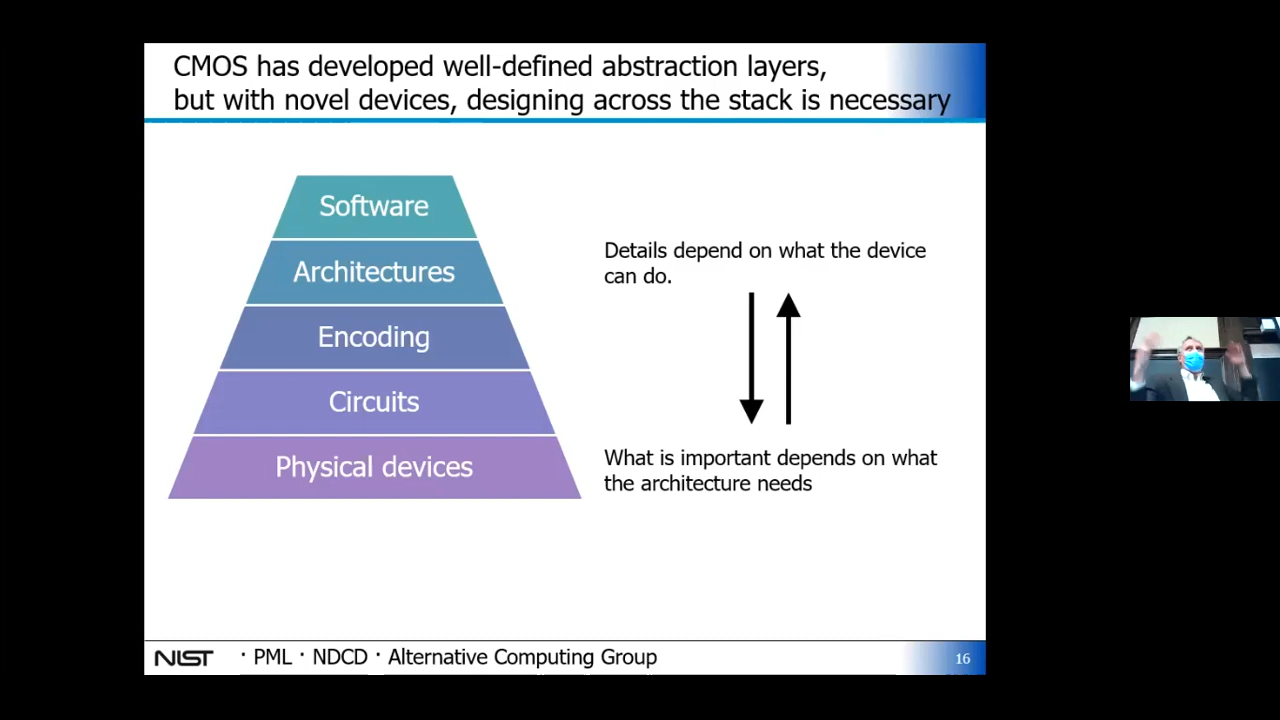 CMOS has developed well-defined abstraction layers,
but with novel devices, designing across the stack is necessary
Software
Architectures
Encoding
Circuits
Physical devices
Details depend on what the device
can do.
What is important depends on what
the architecture needs
NIST · PML · NDCD · Alternative Computing Group
16